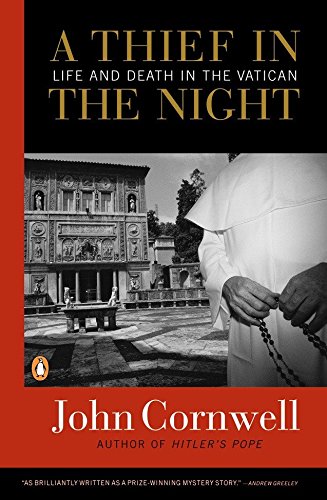 A THIEF IN
LIFE AND DEATH IN THE VATICAN
THE NIGHT
John Cornwell
AUTHOR OF HITLER'S POPE
"AS BRILLIANTLY WRITTEN AS A PRIZE-WINNING MYSTERY STORY." —ANDREW GREELEY